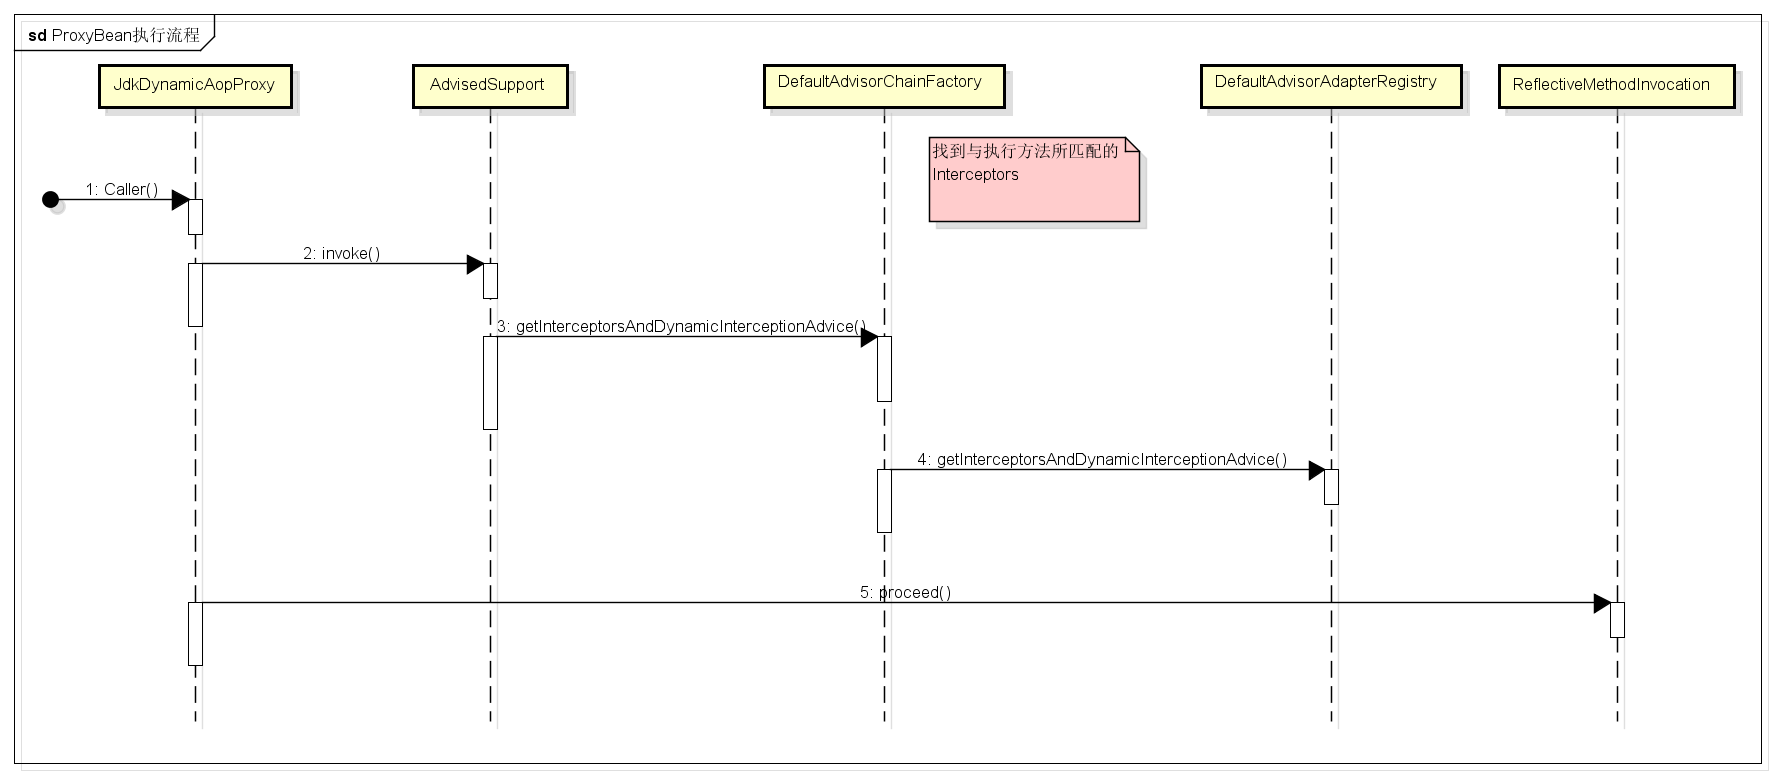 sd ProxyBean执行流程
JdkDynamicAopProxy
AdvisedSupport
DefaultAdvisorChainFactory
DefaultAdvisorAdapterRegistry
ReflectiveMethodInvocation
找到与执行方法所匹配的
Interceptors
1: Caller()
2: invoke()
3: getInterceptorsAndDynamicInterceptionAdvice()
4: getInterceptorsAndDynamicInterceptionAdvice()
5: proceed()